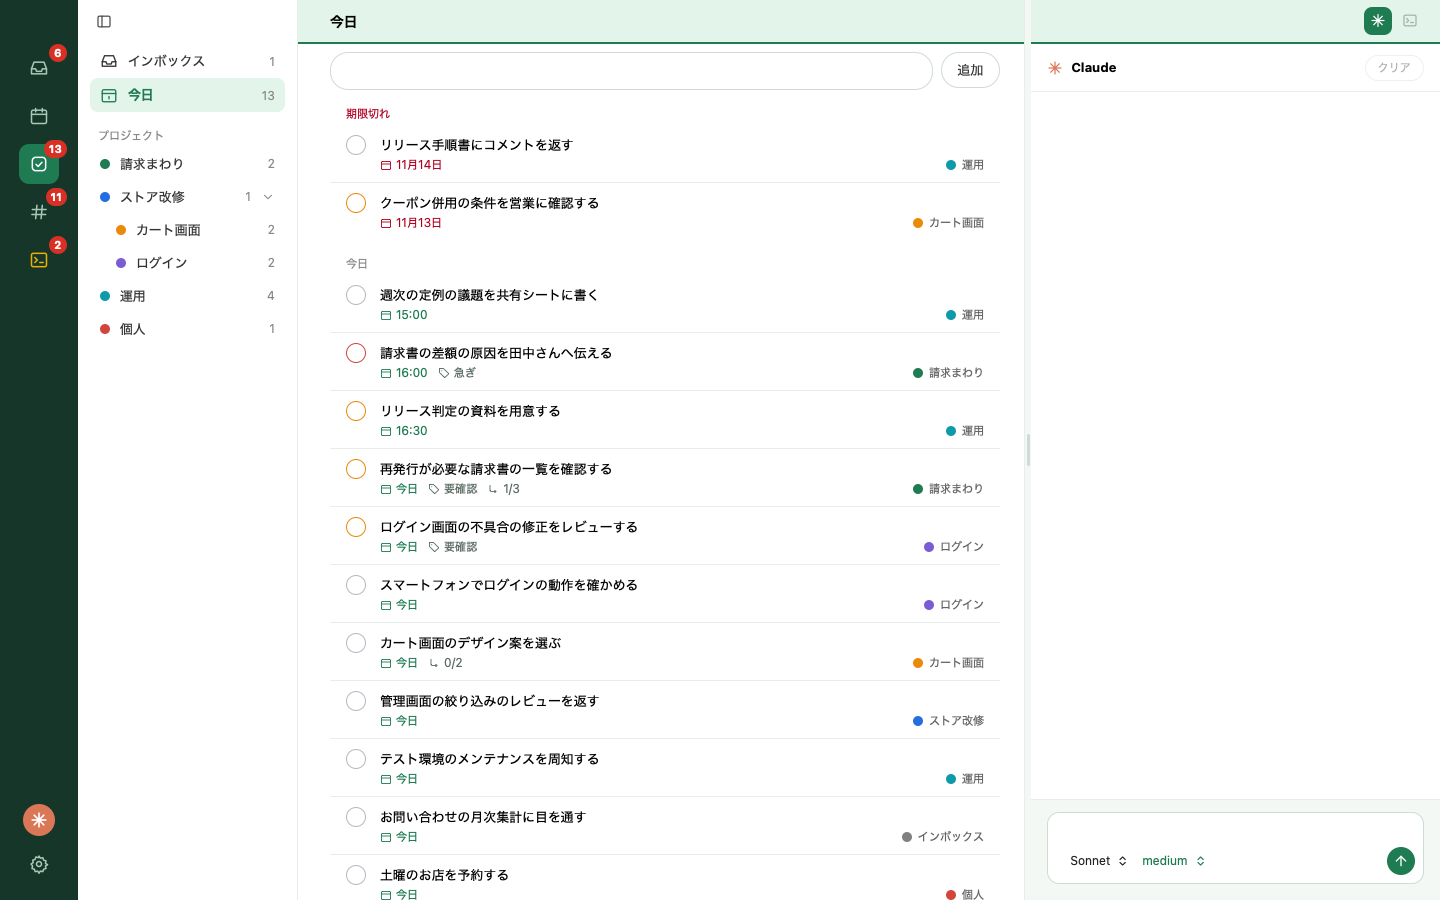 6
13
11
2
インボックス 1
今日 13
プロジェクト
請求まわり 2
ストア改修 1
カート画面 2
ログイン 2
運用 4
個人 1
今日
追加
期限切れ
リリース手順書にコメントを返す
11月14日 運用
クーポン併用の条件を営業に確認する
11月13日 カート画面
今日
週次の定例の議題を共有シートに書く
15:00 運用
請求書の差額の原因を田中さんへ伝える
16:00 急ぎ 請求まわり
リリース判定の資料を用意する
16:30 運用
再発行が必要な請求書の一覧を確認する
今日 要確認 1/3 請求まわり
ログイン画面の不具合の修正をレビューする
今日 要確認 ログイン
スマートフォンでログインの動作を確かめる
今日 ログイン
カート画面のデザイン案を選ぶ
今日 0/2 カート画面
管理画面の絞り込みのレビューを返す
今日 ストア改修
テスト環境のメンテナンスを周知する
今日 運用
お問い合わせの月次集計に目を通す
今日 インボックス
土曜のお店を予約する
今日 個人
Claude クリア
Sonnet medium